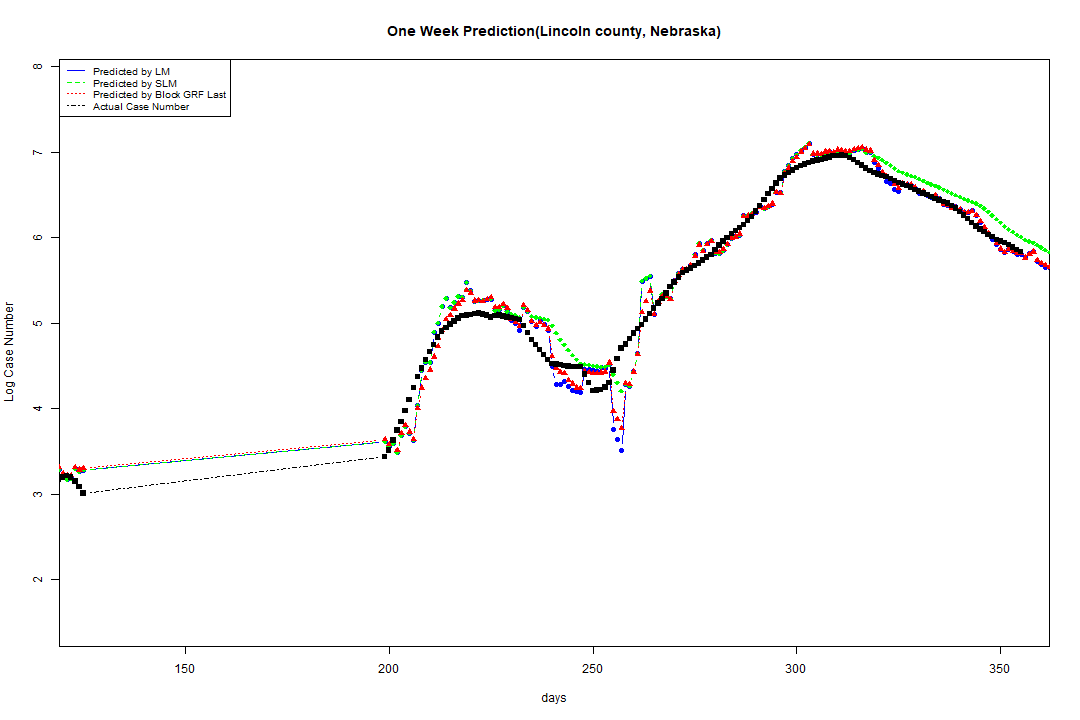 One Week Prediction(Lincoln county, Nebraska)
Predicted by LM
Predicted by SLM
Predicted by Block GRF Last
Actual Case Number
8
7
6
5
4
3
2
Log Case Number
150 200 250 300 350
days